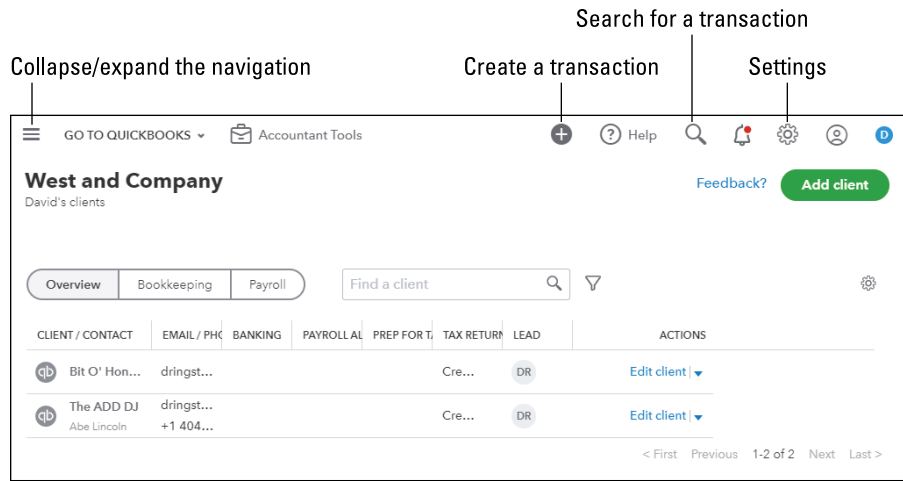 Search for a transaction
Collapse/expand the navigation Create a transaction Settings
GO TO QUICKBOOKS Accountant Tools Help D
West and Company Feedback? Add client
David's clients
Overview Bookkeeping Payroll Find a client
CLIENT / CONTACT EMAIL / PHO BANKING PAYROLL AL PREP FOR TA TAX RETURN LEAD ACTIONS
qb Bit O' Hon... dringst... Cre... DR Edit client
qb The ADD DJ dringst... Cre... DR Edit client
Abe Lincoln +1 404...
< First Previous 1-2 of 2 Next Last >